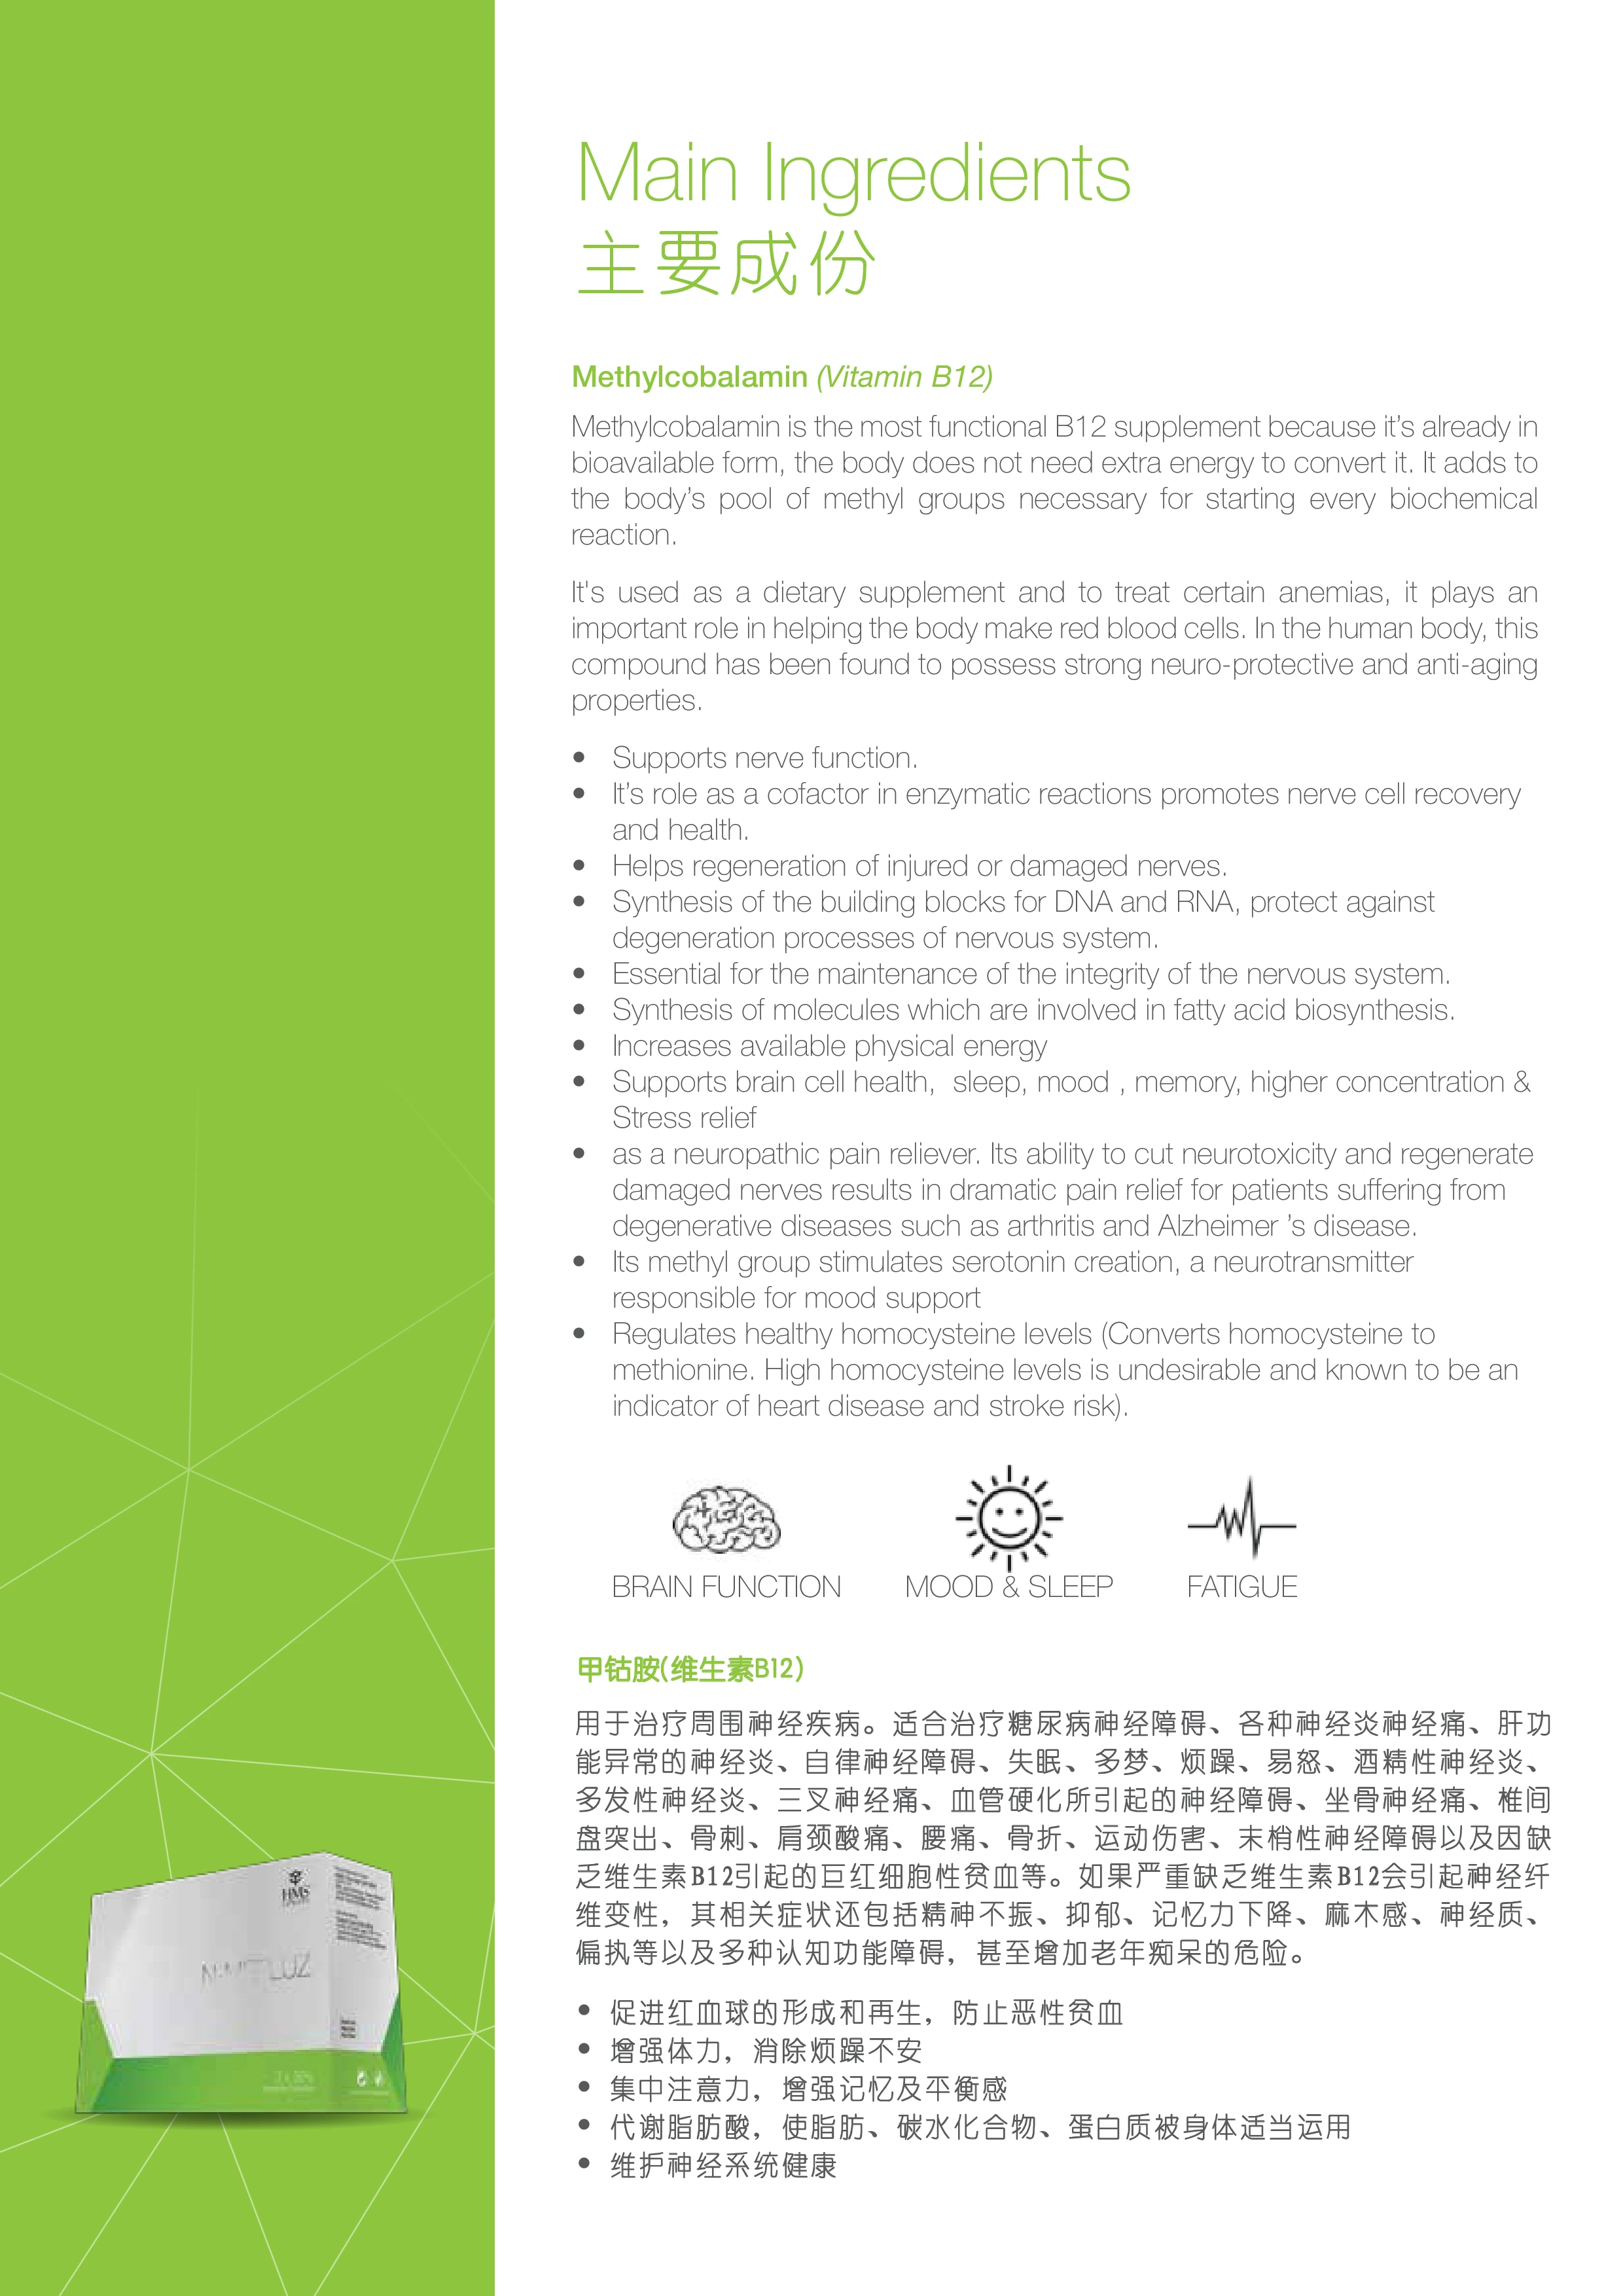 Main Ingredients
主要成份
Methylcobalamin (Vitamin B12)
Methylcobalamin is the most functional B12 supplement because it's already in
bioavailable form, the body does not need extra energy to convert it. It adds to
the body's pool of methyl groups necessary for starting every biochemical
reaction.
It's used as a dietary supplement and to treat certain anemias, it plays an
important role in helping the body make red blood cells. In the human body, this
compound has been found to possess strong neuro-protective and anti-aging
properties.
• Supports nerve function.
• It's role as a cofactor in enzymatic reactions promotes nerve cell recovery
and health.
• Helps regeneration of injured or damaged nerves.
• Synthesis of the building blocks for DNA and RNA, protect against
degeneration processes of nervous system.
• Essential for the maintenance of the integrity of the nervous system.
• Synthesis of molecules which are involved in fatty acid biosynthesis.
• Increases available physical energy
• Supports brain cell health, sleep, mood , memory, higher concentration &
Stress relief
• as a neuropathic pain reliever. Its ability to cut neurotoxicity and regenerate
damaged nerves results in dramatic pain relief for patients suffering from
degenerative diseases such as arthritis and Alzheimer 's disease.
• Its methyl group stimulates serotonin creation, a neurotransmitter
responsible for mood support
• Regulates healthy homocysteine levels (Converts homocysteine to
methionine. High homocysteine levels is undesirable and known to be an
indicator of heart disease and stroke risk).
BRAIN FUNCTION MOOD & SLEEP FATIGUE
甲钴胺(维生素B12)
用于治疗周围神经疾病。适合治疗糖尿病神经障碍、各种神经炎神经痛、肝功
能异常的神经炎、自律神经障碍、失眠、多梦、烦躁、易怒、酒精性神经炎、
多发性神经炎、三叉神经痛、血管硬化所引起的神经障碍、坐骨神经痛、椎间
盘突出、骨刺、肩颈酸痛、腰痛、骨折、运动伤害、末梢性神经障碍以及因缺
乏维生素B12引起的巨红细胞性贫血等。如果严重缺乏维生素B12会引起神经纤
维变性，其相关症状还包括精神不振、抑郁、记忆力下降、麻木感、神经质、
偏执等以及多种认知功能障碍，甚至增加老年痴呆的危险。
• 促进红血球的形成和再生，防止恶性贫血
• 增强体力，消除烦躁不安
• 集中注意力，增强记忆及平衡感
• 代谢脂肪酸，使脂肪、碳水化合物、蛋白质被身体适当运用
• 维护神经系统健康
HMS